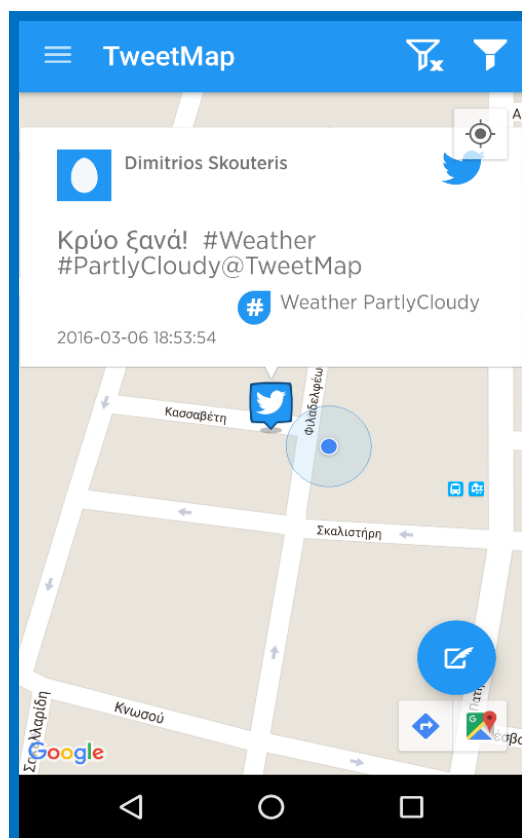 TweetMap
A
Dimitrios Skouteris
Κρύο ξανά! #Weather
#PartlyCloudy@TweetMap
# Weather PartlyCloudy
2016-03-06 18:53:54
Κασσαβέτη
Φιλαδελφέω
Σκαλιστήρη
Κνωσού
Google